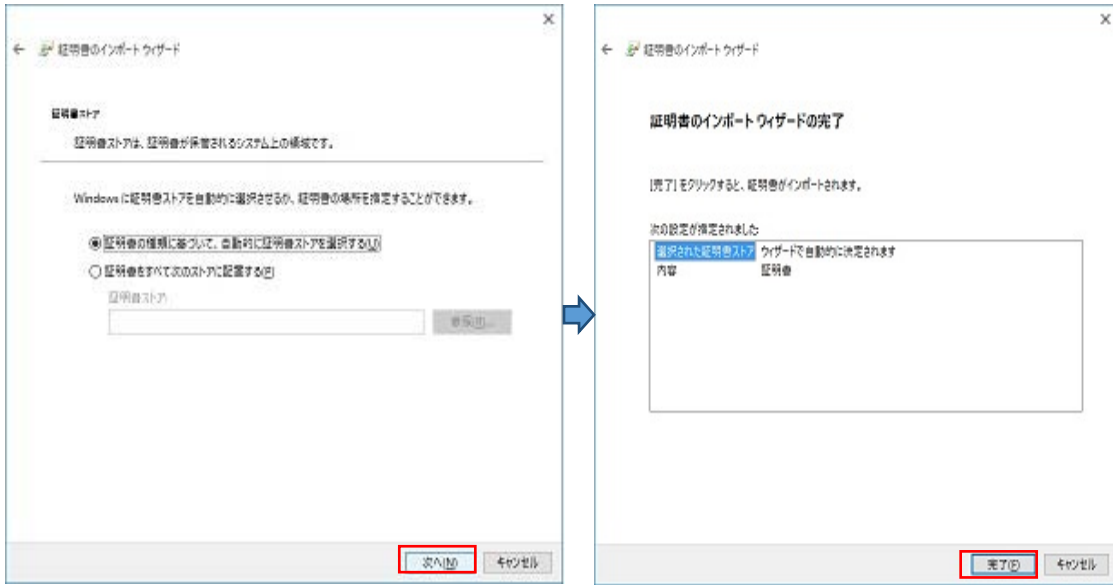 証明書のインポート ウィザード
証明書ストア
証明書ストアは、証明書が保管されるシステム上の領域です。
Windows に証明書ストアを自動的に選択させるか、証明書の場所を指定することができます。
証明書の種類に基づいて、自動的に証明書ストアを選択する(U)
証明書をすべて次のストアに配置する(P)
証明書ストア:
参照(R)...
次へ(N)
キャンセル
証明書のインポート ウィザード
証明書のインポート ウィザードの完了
[完了] をクリックすると、証明書がインポートされます。
次の設定が指定されました:
選択された証明書ストア ウィザードで自動的に決定されます
内容 証明書
完了(F)
キャンセル